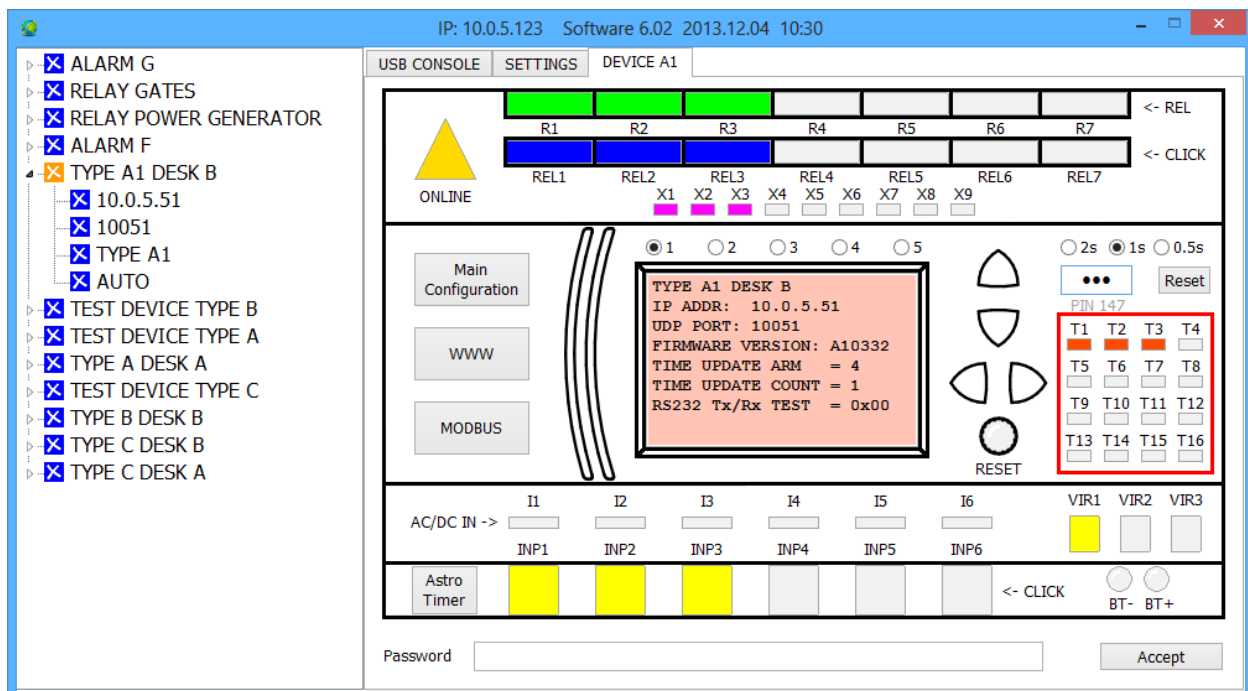 IP: 10.0.5.123 Software 6.02 2013.12.04 10:30
ALARM G
RELAY GATES
RELAY POWER GENERATOR
ALARM F
TYPE A1 DESK B
10.0.5.51
10051
TYPE A1
AUTO
TEST DEVICE TYPE B
TEST DEVICE TYPE A
TYPE A DESK A
TEST DEVICE TYPE C
TYPE B DESK B
TYPE C DESK B
TYPE C DESK A
USB CONSOLE SETTINGS DEVICE A1
<- REL
R1 R2 R3 R4 R5 R6 R7
<- CLICK
REL1 REL2 REL3 REL4 REL5 REL6 REL7
ONLINE
X1 X2 X3 X4 X5 X6 X7 X8 X9
1 2 3 4 5
2s 1s 0.5s
Main
Configuration
WWW
MODBUS
TYPE A1 DESK B
IP ADDR: 10.0.5.51
UDP PORT: 10051
FIRMWARE VERSION: A10332
TIME UPDATE ARM = 4
TIME UPDATE COUNT = 1
RS232 Tx/Rx TEST = 0x00
RESET
••• Reset
PIN 147
T1 T2 T3 T4
T5 T6 T7 T8
T9 T10 T11 T12
T13 T14 T15 T16
I1 I2 I3 I4 I5 I6
AC/DC IN ->
INP1 INP2 INP3 INP4 INP5 INP6
VIR1 VIR2 VIR3
Astro
Timer
<- CLICK
BT- BT+
Password
Accept